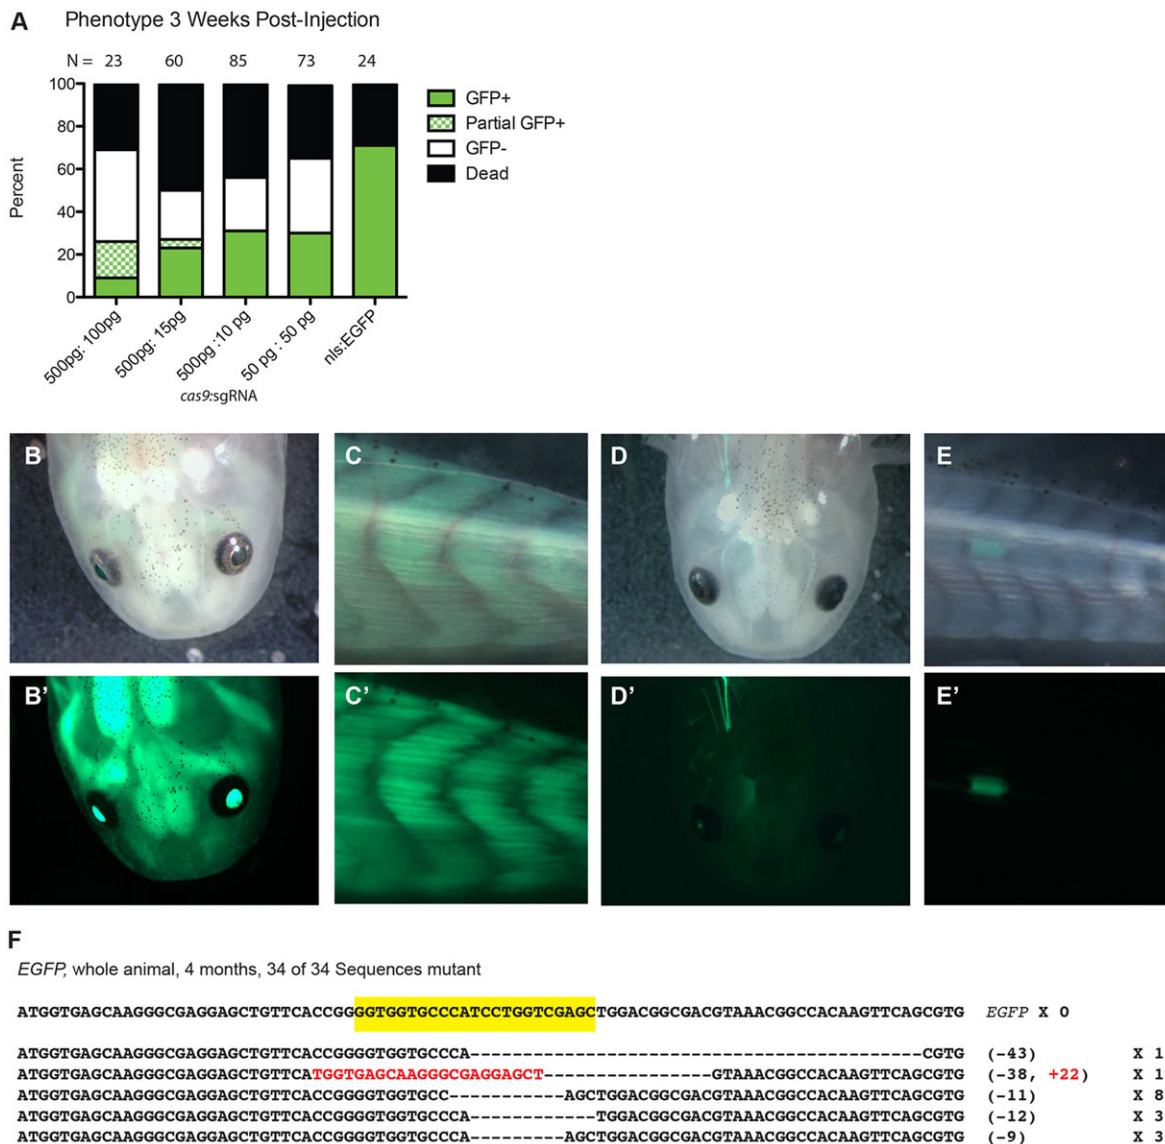 A Phenotype 3 Weeks Post-Injection
N = 23 60 85 73 24
100
80
60
40
20
0
Percent
GFP+
Partial GFP+
GFP-
Dead
500pg: 100pg
500pg: 15pg
500pg :10 pg
50 pg : 50 pg
nls:EGFP
cas9:sgRNA
B C D E
B' C' D' E'
F
EGFP, whole animal, 4 months, 34 of 34 Sequences mutant
ATGGTGAGCAAGGGCGAGGAGCTGTTCACCGGGGTGGTGCCCATCCTGGTCGAGCTGGACGGCGACGTAAACGGCCACAAGTTCAGCGTG EGFP X 0
ATGGTGAGCAAGGGCGAGGAGCTGTTCACCGGGGTGGTGCCCA-------------------------------------------CGTG (-43) X 1
ATGGTGAGCAAGGGCGAGGAGCTGTTCATGGTGAGCAAGGGCGAGGAGCT----------------GTAAACGGCCACAAGTTCAGCGTG (-38, +22) X 1
ATGGTGAGCAAGGGCGAGGAGCTGTTCACCGGGGTGGTGCC-----------AGCTGGACGGCGACGTAAACGGCCACAAGTTCAGCGTG (-11) X 8
ATGGTGAGCAAGGGCGAGGAGCTGTTCACCGGGGTGGTGCCCA------------TGGACGGCGACGTAAACGGCCACAAGTTCAGCGTG (-12) X 3
ATGGTGAGCAAGGGCGAGGAGCTGTTCACCGGGGTGGTGCCCA---------AGCTGGACGGCGACGTAAACGGCCACAAGTTCAGCGTG (-9) X 3